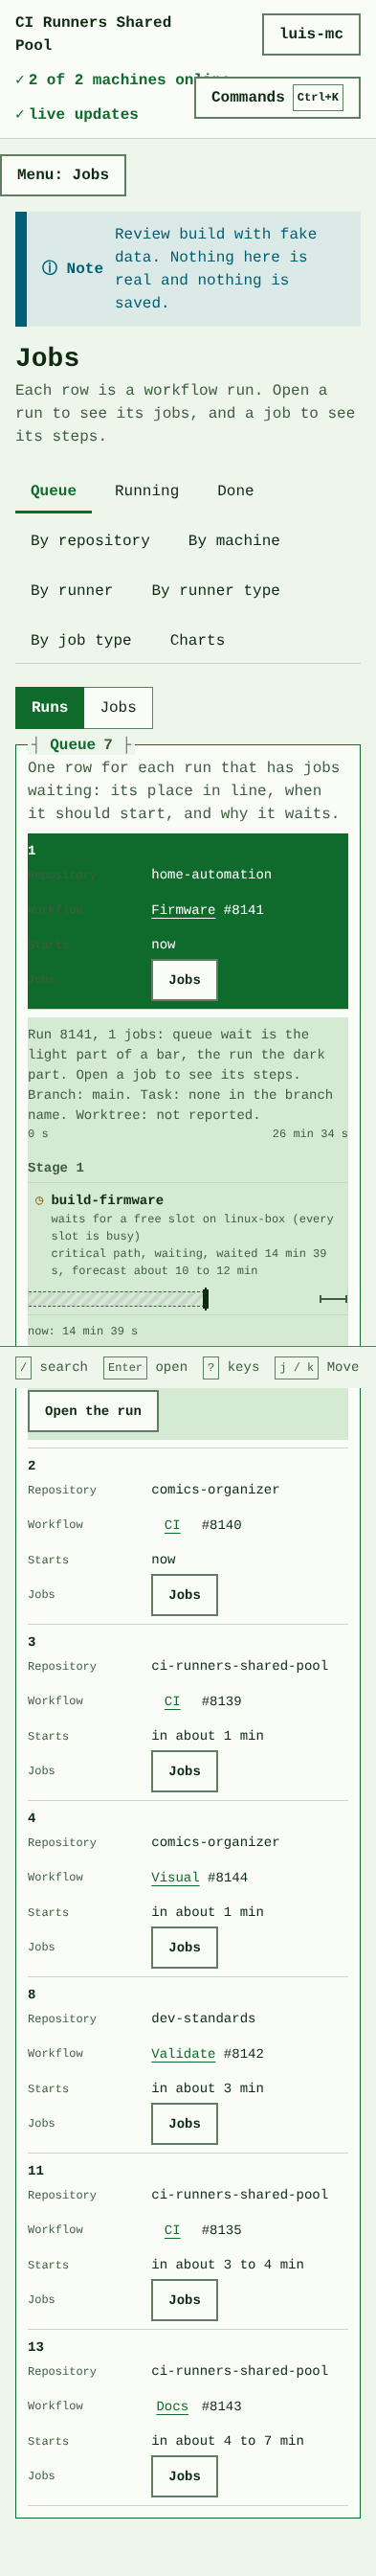 CI Runners Shared
Pool
luis-mc
✓ 2 of 2 machines online
Commands Ctrl+K
✓ live updates
Menu: Jobs
ⓘ Note
Review build with fake
data. Nothing here is
real and nothing is
saved.
Jobs
Each row is a workflow run. Open a
run to see its jobs, and a job to see
its steps.
Queue Running Done
By repository By machine
By runner By runner type
By job type Charts
Runs Jobs
Queue 7
One row for each run that has jobs
waiting: its place in line, when
it should start, and why it waits.
1
Repository home-automation
Workflow Firmware #8141
Starts now
Jobs Jobs
Run 8141, 1 jobs: queue wait is the
light part of a bar, the run the dark
part. Open a job to see its steps.
Branch: main. Task: none in the branch
name. Worktree: not reported.
0 s 26 min 34 s
Stage 1
build-firmware
waits for a free slot on linux-box (every
slot is busy)
critical path, waiting, waited 14 min 39
s, forecast about 10 to 12 min
now: 14 min 39 s
/ search Enter open ? keys j / k Move
Open the run
2
Repository comics-organizer
Workflow CI #8140
Starts now
Jobs Jobs
3
Repository ci-runners-shared-pool
Workflow CI #8139
Starts in about 1 min
Jobs Jobs
4
Repository comics-organizer
Workflow Visual #8144
Starts in about 1 min
Jobs Jobs
8
Repository dev-standards
Workflow Validate #8142
Starts in about 3 min
Jobs Jobs
11
Repository ci-runners-shared-pool
Workflow CI #8135
Starts in about 3 to 4 min
Jobs Jobs
13
Repository ci-runners-shared-pool
Workflow Docs #8143
Starts in about 4 to 7 min
Jobs Jobs